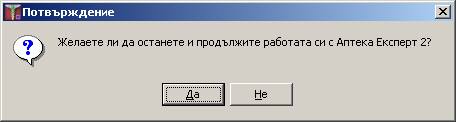 Потвърждение
Желаете ли да останете и продължите работата си с Аптека Експерт 2?
Да
Не